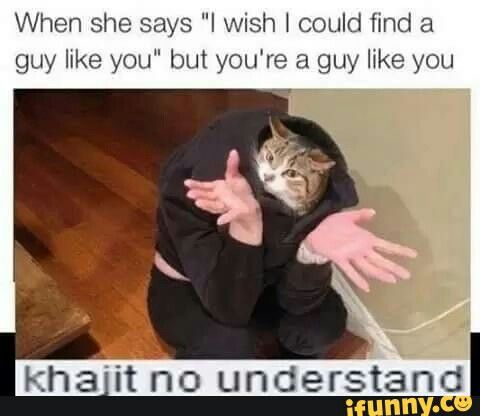 When she says "I wish I could find a
guy like you" but you're a guy like you
khajit no understand
ifunny.co